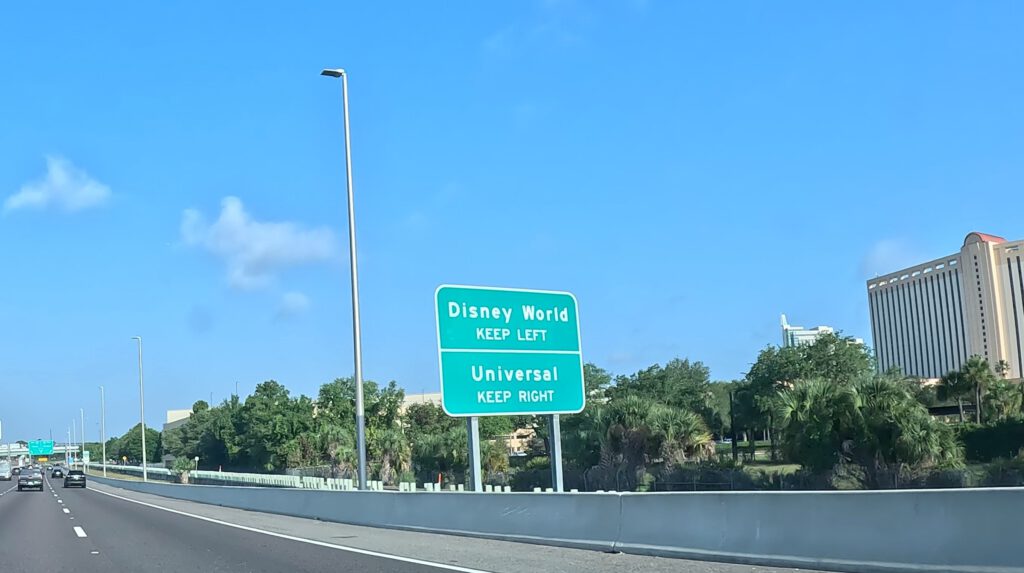 Disney World
KEEP LEFT
Universal
KEEP RIGHT